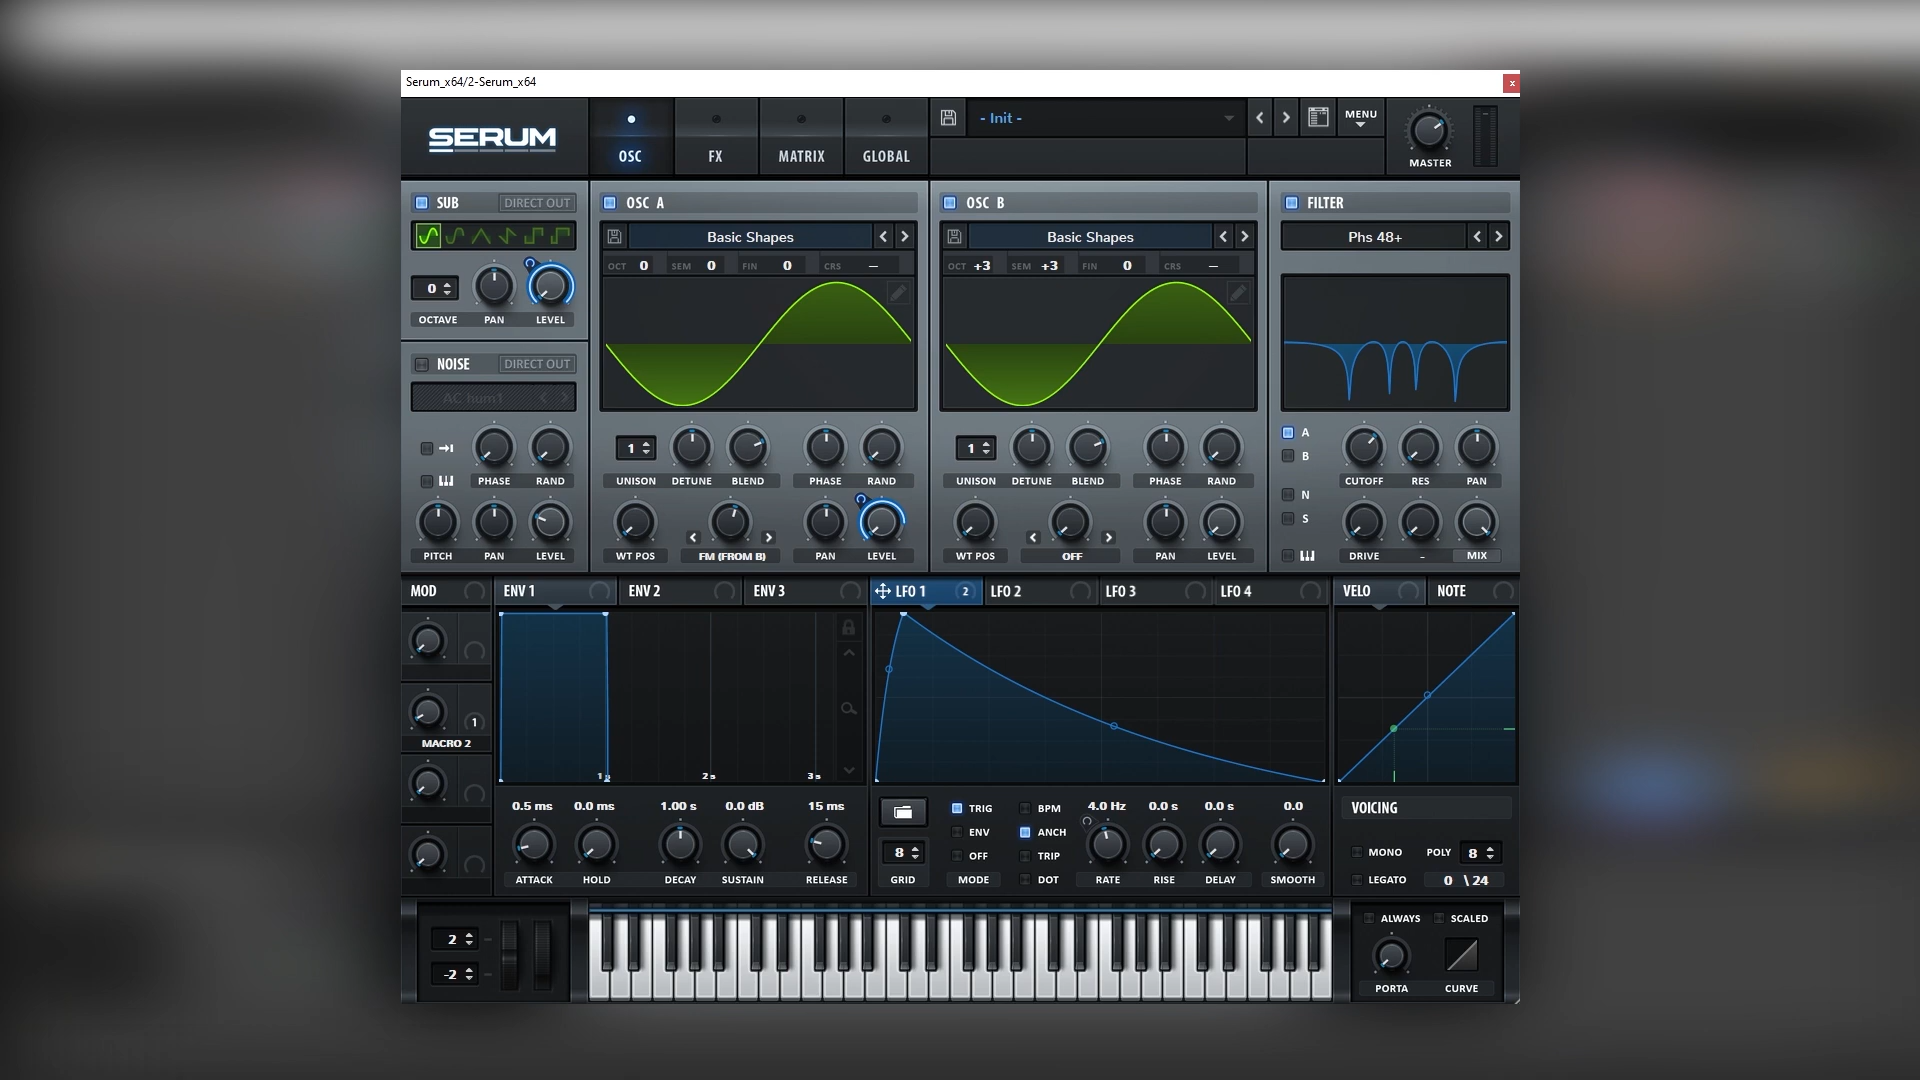 Serum_x64/2-Serum_x64
x
SERUM
OSC
FX
MATRIX
GLOBAL
- Init -
MENU
MASTER
SUB
DIRECT OUT
0
OCTAVE
PAN
LEVEL
NOISE
DIRECT OUT
AC hum1
PHASE
RAND
PITCH
PAN
LEVEL
OSC A
Basic Shapes
OCT 0 SEM 0 FIN 0 CRS –
1
UNISON
DETUNE
BLEND
PHASE
RAND
WT POS
FM (FROM B)
PAN
LEVEL
OSC B
Basic Shapes
OCT +3 SEM +3 FIN 0 CRS –
1
UNISON
DETUNE
BLEND
PHASE
RAND
WT POS
OFF
PAN
LEVEL
FILTER
Phs 48+
A
B
N
S
CUTOFF
RES
PAN
DRIVE
-
MIX
MOD
MACRO 2
1
ENV 1
ENV 2
ENV 3
1 s
2 s
3 s
0.5 ms
0.0 ms
1.00 s
0.0 dB
15 ms
ATTACK
HOLD
DECAY
SUSTAIN
RELEASE
LFO 1
2
LFO 2
LFO 3
LFO 4
8
GRID
TRIG
ENV
OFF
MODE
BPM
ANCH
TRIP
DOT
4.0 Hz
0.0 s
0.0 s
0.0
RATE
RISE
DELAY
SMOOTH
VELO
NOTE
VOICING
MONO
POLY
8
LEGATO
0 \ 24
2
-2
ALWAYS
SCALED
PORTA
CURVE